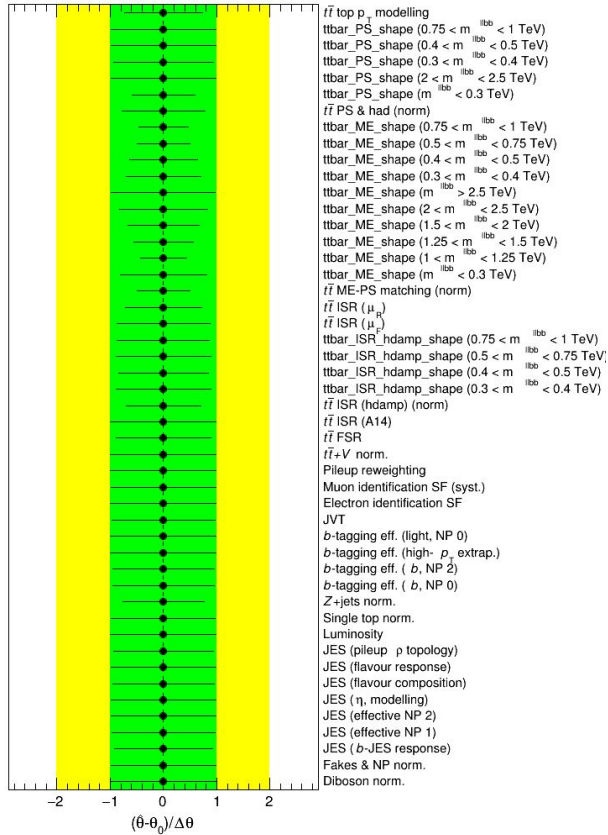 tt̄ top p_T modelling
ttbar_PS_shape (0.75 < m^llbb < 1 TeV)
ttbar_PS_shape (0.4 < m^llbb < 0.5 TeV)
ttbar_PS_shape (0.3 < m^llbb < 0.4 TeV)
ttbar_PS_shape (2 < m^llbb < 2.5 TeV)
ttbar_PS_shape (m^llbb < 0.3 TeV)
tt̄ PS & had (norm)
ttbar_ME_shape (0.75 < m^llbb < 1 TeV)
ttbar_ME_shape (0.5 < m^llbb < 0.75 TeV)
ttbar_ME_shape (0.4 < m^llbb < 0.5 TeV)
ttbar_ME_shape (0.3 < m^llbb < 0.4 TeV)
ttbar_ME_shape (m^llbb > 2.5 TeV)
ttbar_ME_shape (2 < m^llbb < 2.5 TeV)
ttbar_ME_shape (1.5 < m^llbb < 2 TeV)
ttbar_ME_shape (1.25 < m^llbb < 1.5 TeV)
ttbar_ME_shape (1 < m^llbb < 1.25 TeV)
ttbar_ME_shape (m^llbb < 0.3 TeV)
tt̄ ME-PS matching (norm)
tt̄ ISR (μ_R)
tt̄ ISR (μ_F)
ttbar_ISR_hdamp_shape (0.75 < m^llbb < 1 TeV)
ttbar_ISR_hdamp_shape (0.5 < m^llbb < 0.75 TeV)
ttbar_ISR_hdamp_shape (0.4 < m^llbb < 0.5 TeV)
ttbar_ISR_hdamp_shape (0.3 < m^llbb < 0.4 TeV)
tt̄ ISR (hdamp) (norm)
tt̄ ISR (A14)
tt̄ FSR
tt̄+V norm.
Pileup reweighting
Muon identification SF (syst.)
Electron identification SF
JVT
b-tagging eff. (light, NP 0)
b-tagging eff. (high- p_T extrap.)
b-tagging eff. ( b, NP 2)
b-tagging eff. ( b, NP 0)
Z+jets norm.
Single top norm.
Luminosity
JES (pileup ρ topology)
JES (flavour response)
JES (flavour composition)
JES (η, modelling)
JES (effective NP 2)
JES (effective NP 1)
JES (b-JES response)
Fakes & NP norm.
Diboson norm.
−2 −1 0 1 2
(θ̂-θ_0)/Δθ